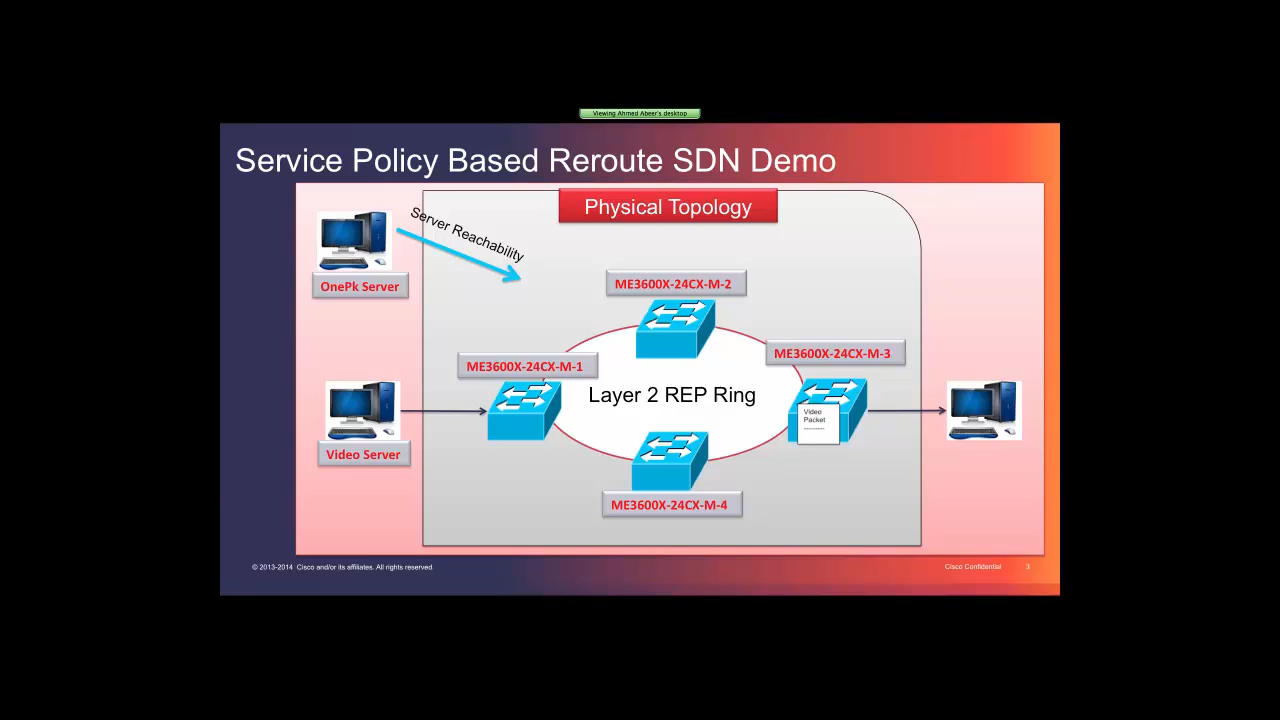 Viewing Ahmed Abeer's desktop
Service Policy Based Reroute SDN Demo
Physical Topology
Server Reachability
OnePk Server
ME3600X-24CX-M-2
ME3600X-24CX-M-3
ME3600X-24CX-M-1
Layer 2 REP Ring
Video
Packet
Video Server
ME3600X-24CX-M-4
© 2013-2014 Cisco and/or its affiliates. All rights reserved
Cisco Confidential
3